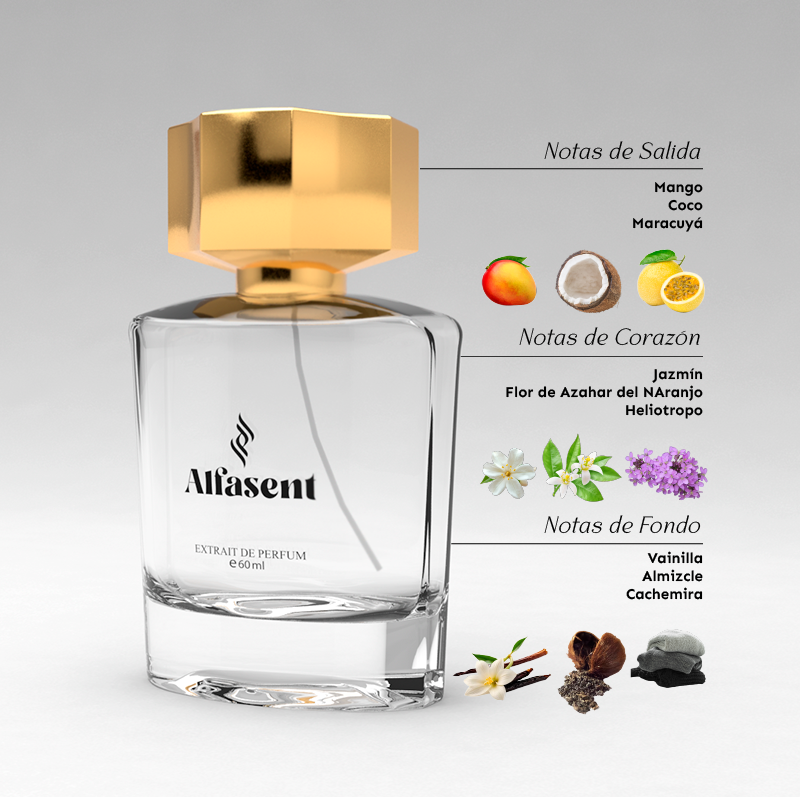 Notas de Salida
Mango
Coco
Maracuyá
Notas de Corazón
Jazmín
Flor de Azahar del NAranjo
Heliotropo
Alfasent
EXTRAIT DE PERFUM
e60ml
Notas de Fondo
Vainilla
Almizcle
Cachemira